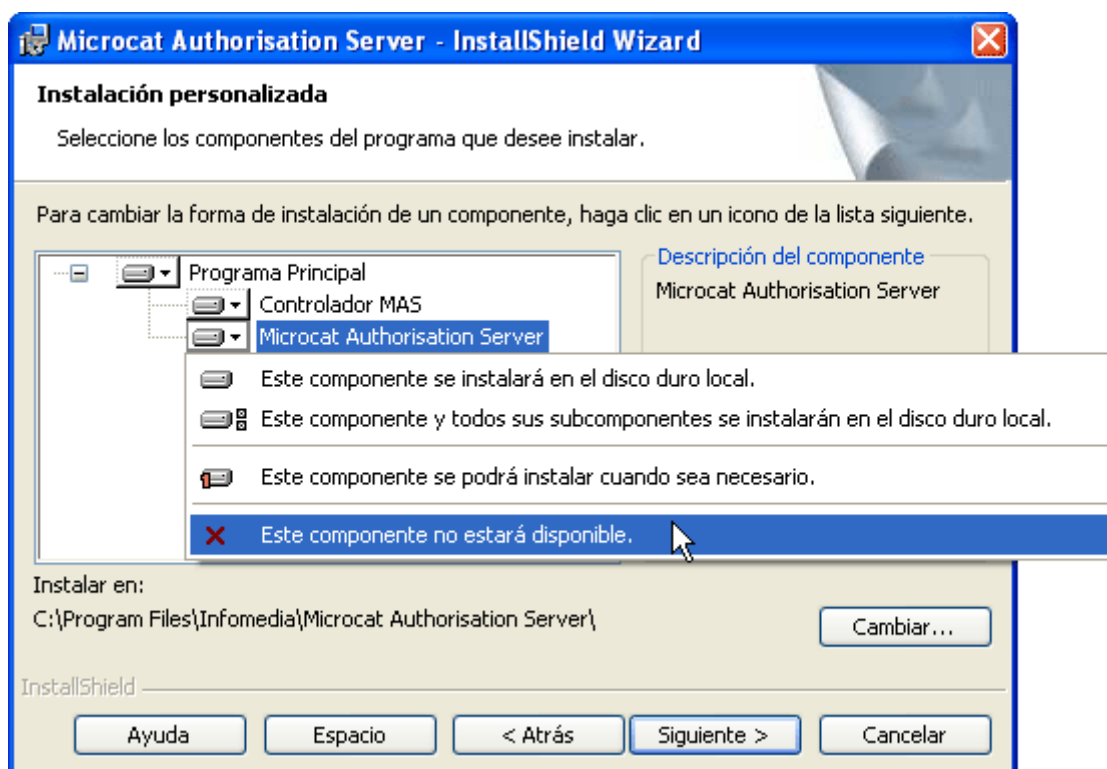 Microcat Authorisation Server - InstallShield Wizard
Instalación personalizada
Seleccione los componentes del programa que desee instalar.
Para cambiar la forma de instalación de un componente, haga clic en un icono de la lista siguiente.
Programa Principal
Controlador MAS
Microcat Authorisation Server
Descripción del componente
Microcat Authorisation Server
Este componente se instalará en el disco duro local.
Este componente y todos sus subcomponentes se instalarán en el disco duro local.
Este componente se podrá instalar cuando sea necesario.
Este componente no estará disponible.
Instalar en:
C:\Program Files\Infomedia\Microcat Authorisation Server\
Cambiar...
InstallShield
Ayuda
Espacio
< Atrás
Siguiente >
Cancelar